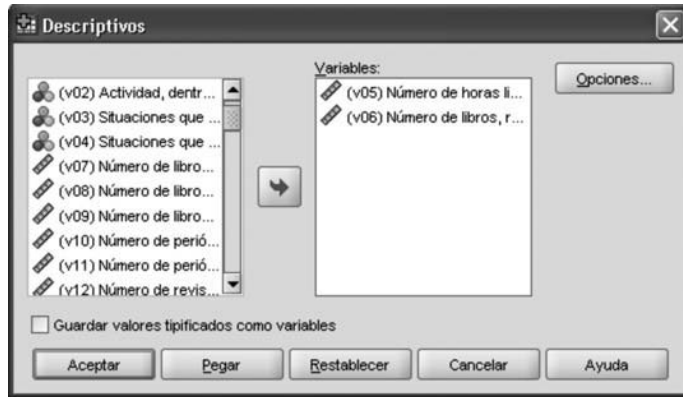 Descriptivos
(v02) Actividad, dentr...
(v03) Situaciones que ...
(v04) Situaciones que ...
(v07) Número de libro...
(v08) Número de libro...
(v09) Número de libro...
(v10) Número de perió...
(v11) Número de perió...
(v12) Número de revis...
Variables:
(v05) Número de horas li...
(v06) Número de libros, r...
Opciones...
Guardar valores tipificados como variables
Aceptar
Pegar
Restablecer
Cancelar
Ayuda